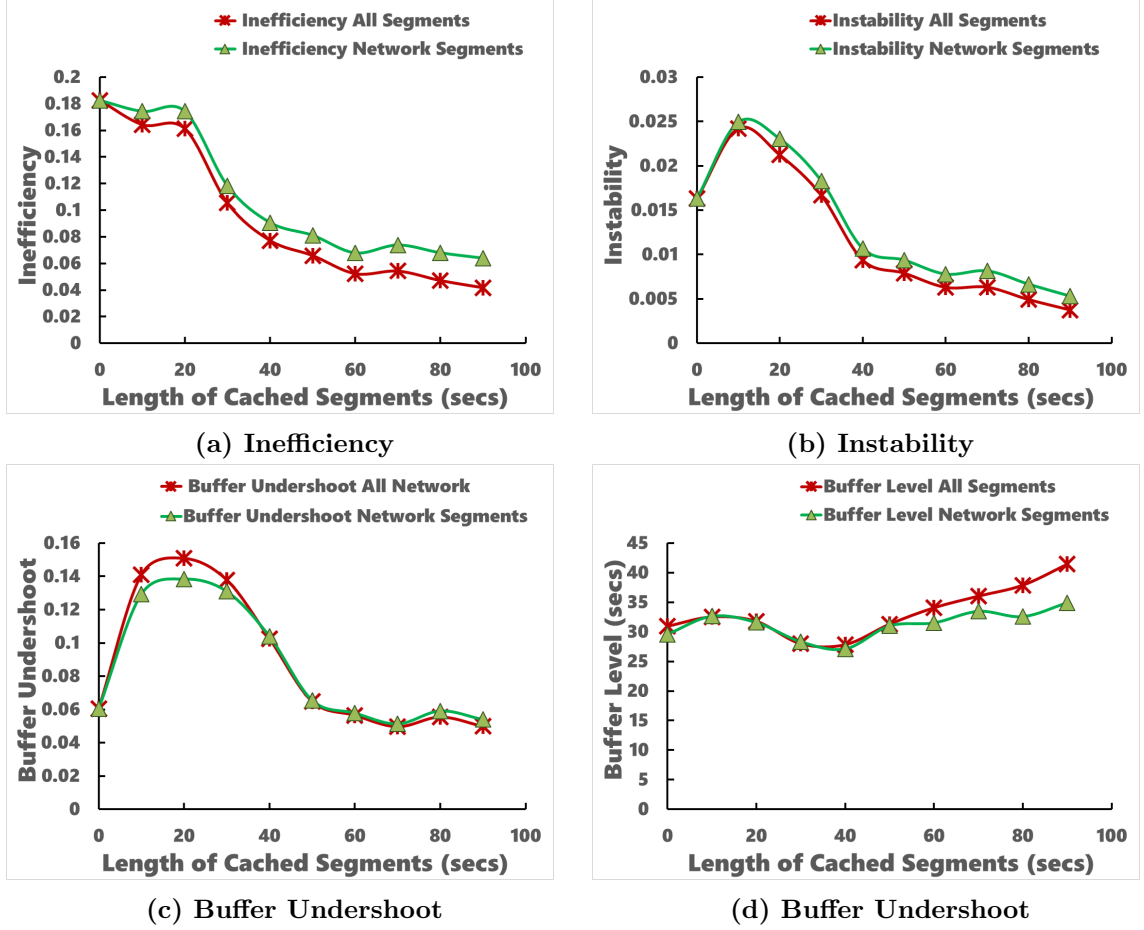 Inefficiency All Segments
Inefficiency Network Segments
0.2
0.18
0.16
0.14
0.12
0.1
0.08
0.06
0.04
0.02
0
Inefficiency
0 20 40 60 80 100
Length of Cached Segments (secs)
(a) Inefficiency
Instability All Segments
Instability Network Segments
0.03
0.025
0.02
0.015
0.01
0.005
0
Instability
0 20 40 60 80 100
Length of Cached Segments (secs)
(b) Instability
Buffer Undershoot All Network
Buffer Undershoot Network Segments
0.16
0.14
0.12
0.1
0.08
0.06
0.04
0.02
0
Buffer Undershoot
0 20 40 60 80 100
Length of Cached Segments (secs)
(c) Buffer Undershoot
Buffer Level All Segments
Buffer Level Network Segments
45
40
35
30
25
20
15
10
5
0
Buffer Level (secs)
0 20 40 60 80 100
Length of Cached Segments (secs)
(d) Buffer Undershoot